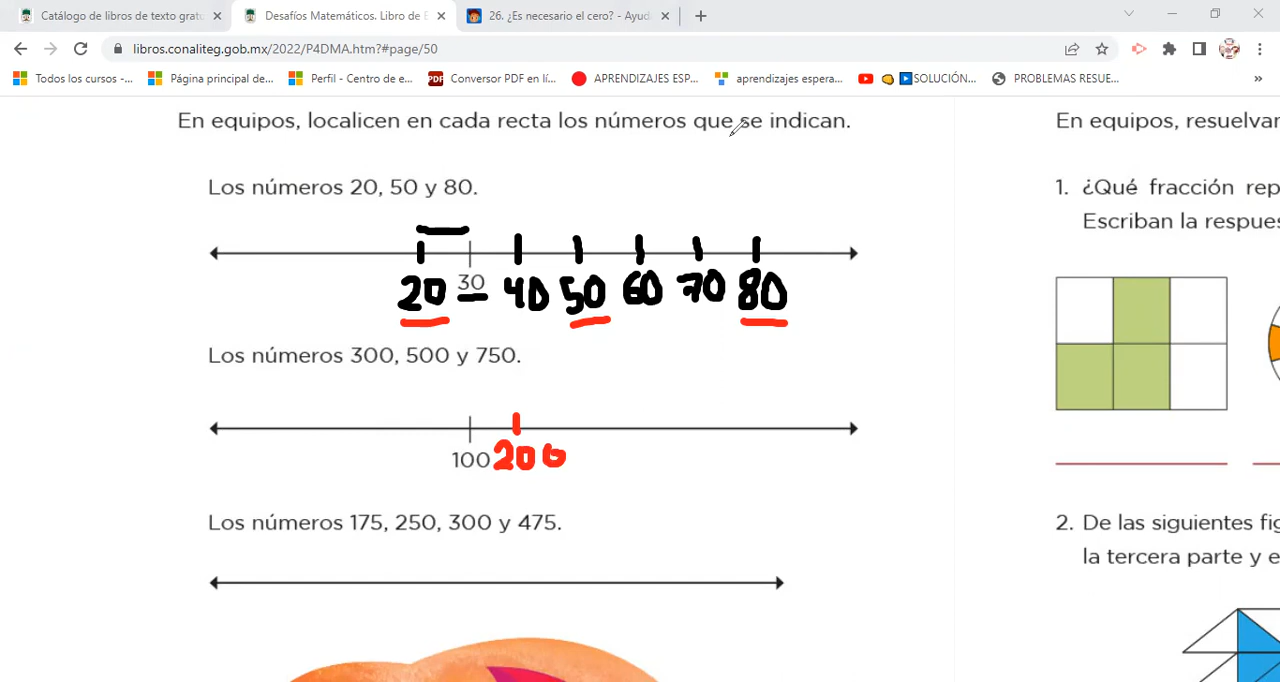 Catálogo de libros de texto grat
Desafíos Matemáticos. Libro de E
26. ¿Es necesario el cero? - Ayud
libros.conaliteg.gob.mx/2022/P4DMA.htm?#page/50
Todos los cursos -...
Página principal de...
Perfil - Centro de e...
PDF
Conversor PDF en lí...
APRENDIZAJES ESP...
aprendizajes espera...
SOLUCIÓN...
PROBLEMAS RESUE...
»
En equipos, localicen en cada recta los números que se indican.
Los números 20, 50 y 80.
20 30 40 50 60 70 80
Los números 300, 500 y 750.
100 200
Los números 175, 250, 300 y 475.
En equipos, resuelvar
1. ¿Qué fracción rep
Escriban la respues
2. De las siguientes fig
la tercera parte y e